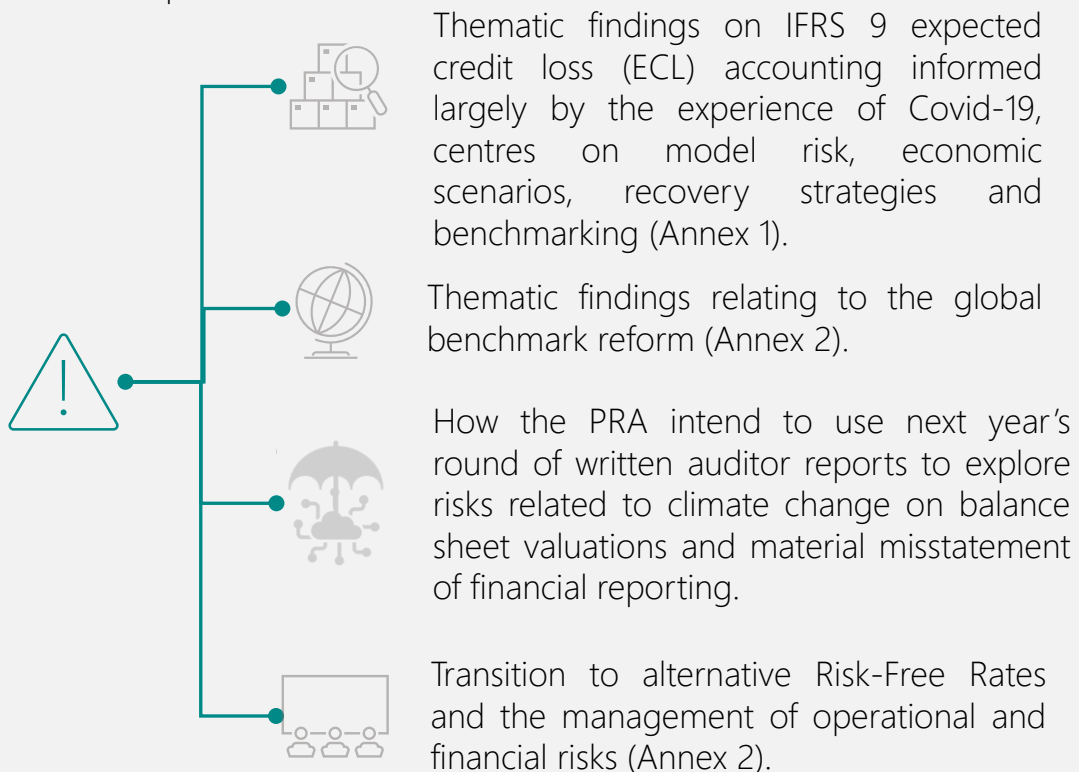 Thematic findings on IFRS 9 expected
credit loss (ECL) accounting informed
largely by the experience of Covid-19,
centres on model risk, economic
scenarios, recovery strategies and
benchmarking (Annex 1).
Thematic findings relating to the global
benchmark reform (Annex 2).
How the PRA intend to use next year's
round of written auditor reports to explore
risks related to climate change on balance
sheet valuations and material misstatement
of financial reporting.
Transition to alternative Risk-Free Rates
and the management of operational and
financial risks (Annex 2).